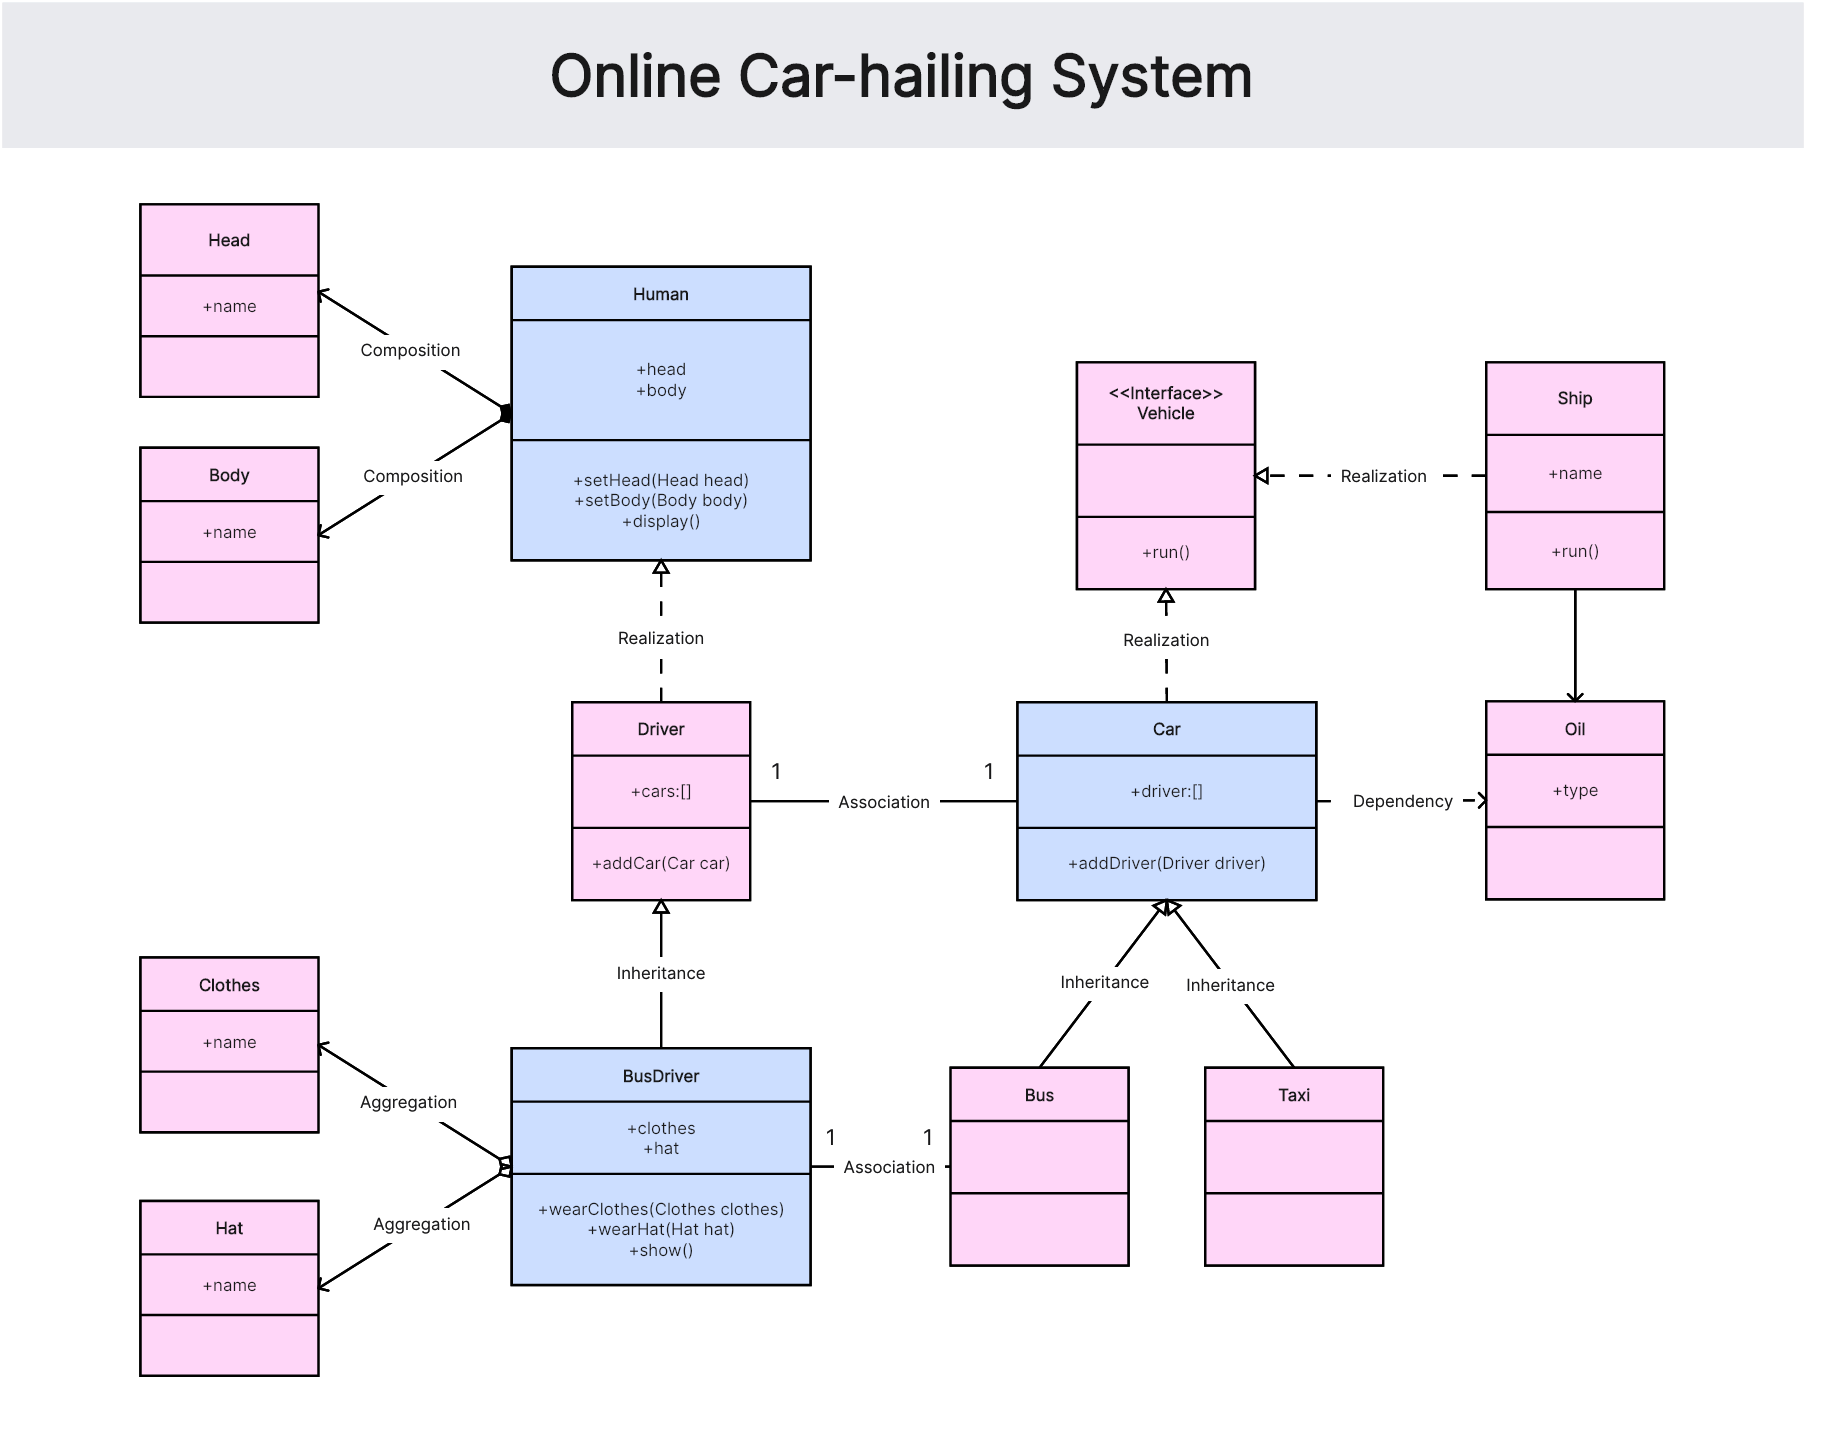 Online Car-hailing System
Head
+name
Composition
Body
+name
Composition
Human
+head
+body
+setHead(Head head)
+setBody(Body body)
+display()
<<Interface>>
Vehicle
+run()
Realization
Ship
+name
+run()
Realization
Realization
Driver
+cars:[]
+addCar(Car car)
1
Association
1
Car
+driver:[]
+addDriver(Driver driver)
Dependency
Oil
+type
Inheritance
Inheritance
Inheritance
Clothes
+name
Aggregation
Hat
+name
Aggregation
BusDriver
+clothes
+hat
+wearClothes(Clothes clothes)
+wearHat(Hat hat)
+show()
1
Association
1
Bus
Taxi